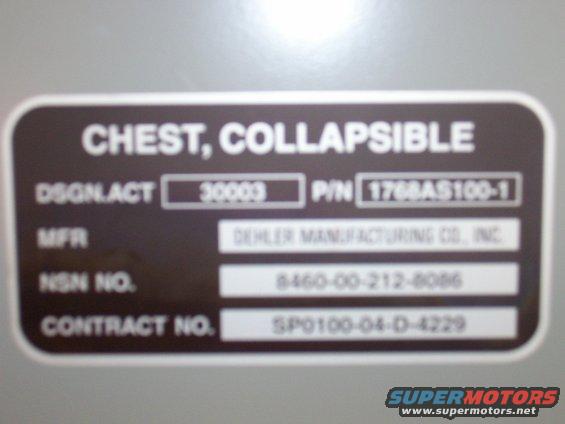 CHEST, COLLAPSIBLE
DSGN.ACT 30003 P/N 1768AS100-1
MFR DEHLER MANUFACTURING CO., INC.
NSN NO. 8460-00-212-8086
CONTRACT NO. SP0100-04-D-4229
SUPERMOTORS
www.supermotors.net